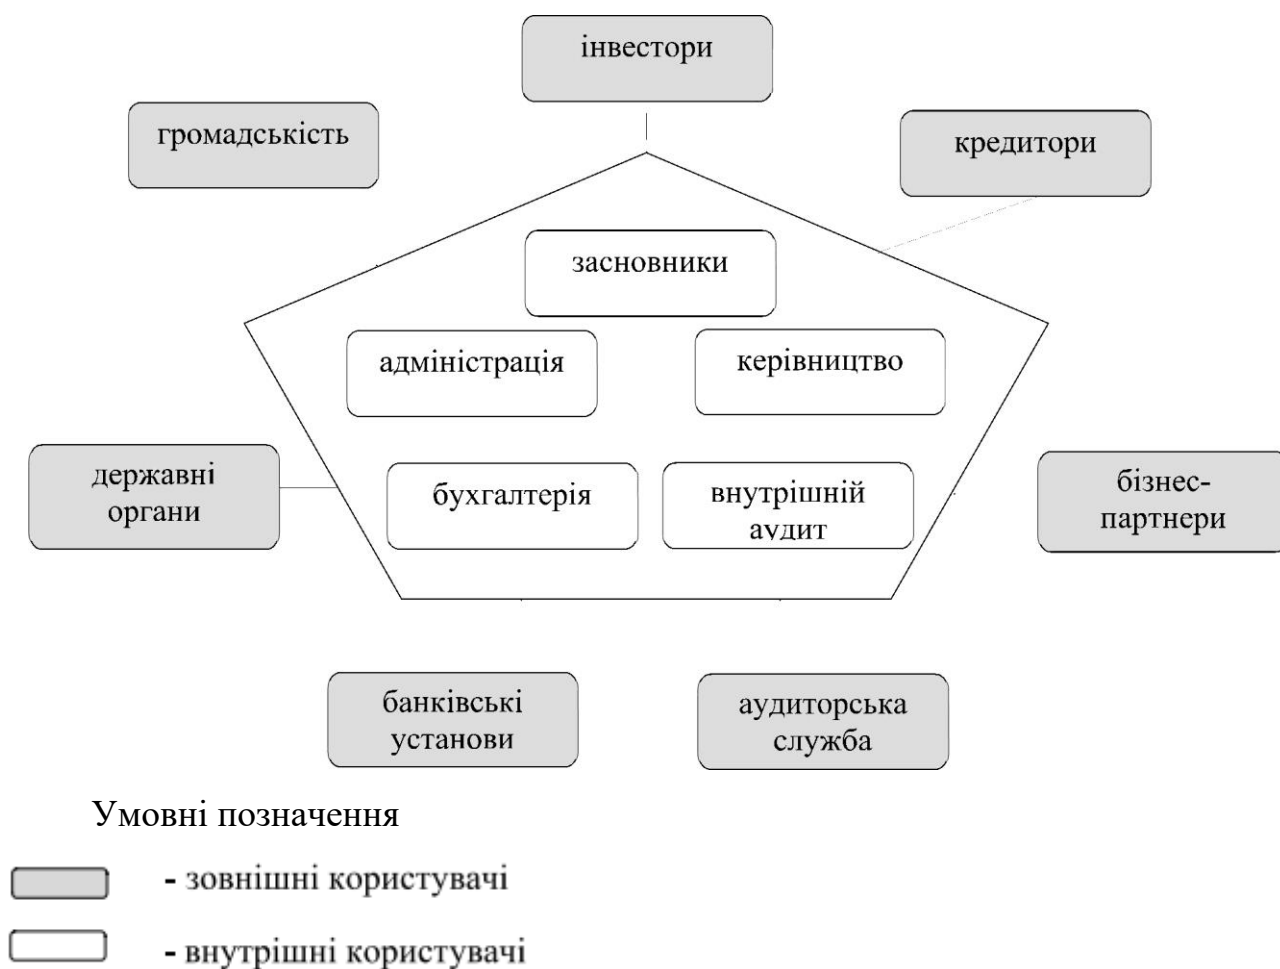 інвестори
громадськість
кредитори
засновники
адміністрація
керівництво
державні
органи
бухгалтерія
внутрішній
аудит
бізнес-
партнери
банківські
установи
аудиторська
служба
Умовні позначення
- зовнішні користувачі
- внутрішні користувачі